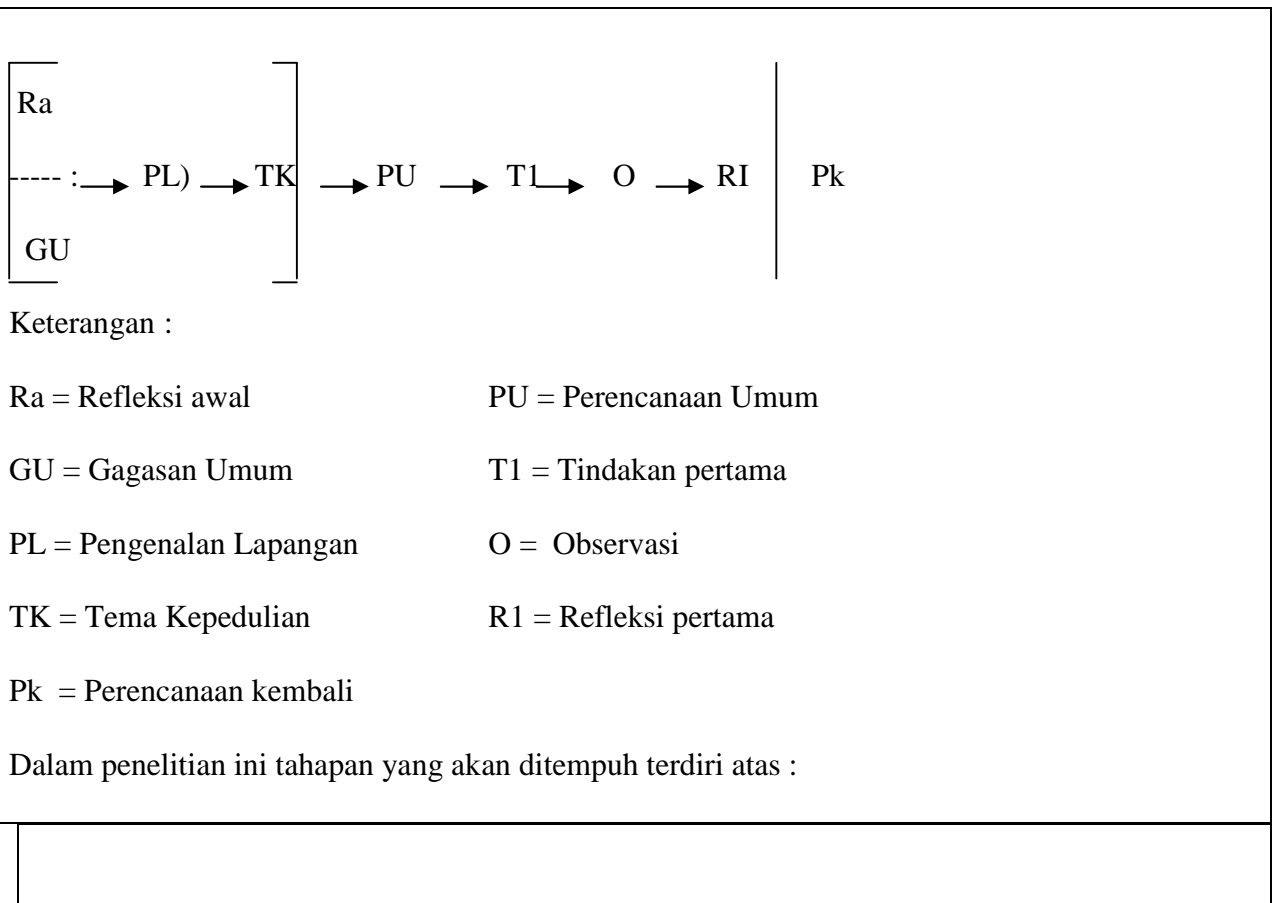 Ra
----- : PL) TK PU T1 O RI Pk
GU
Keterangan :
Ra = Refleksi awal PU = Perencanaan Umum
GU = Gagasan Umum T1 = Tindakan pertama
PL = Pengenalan Lapangan O = Observasi
TK = Tema Kepedulian R1 = Refleksi pertama
Pk = Perencanaan kembali
Dalam penelitian ini tahapan yang akan ditempuh terdiri atas :